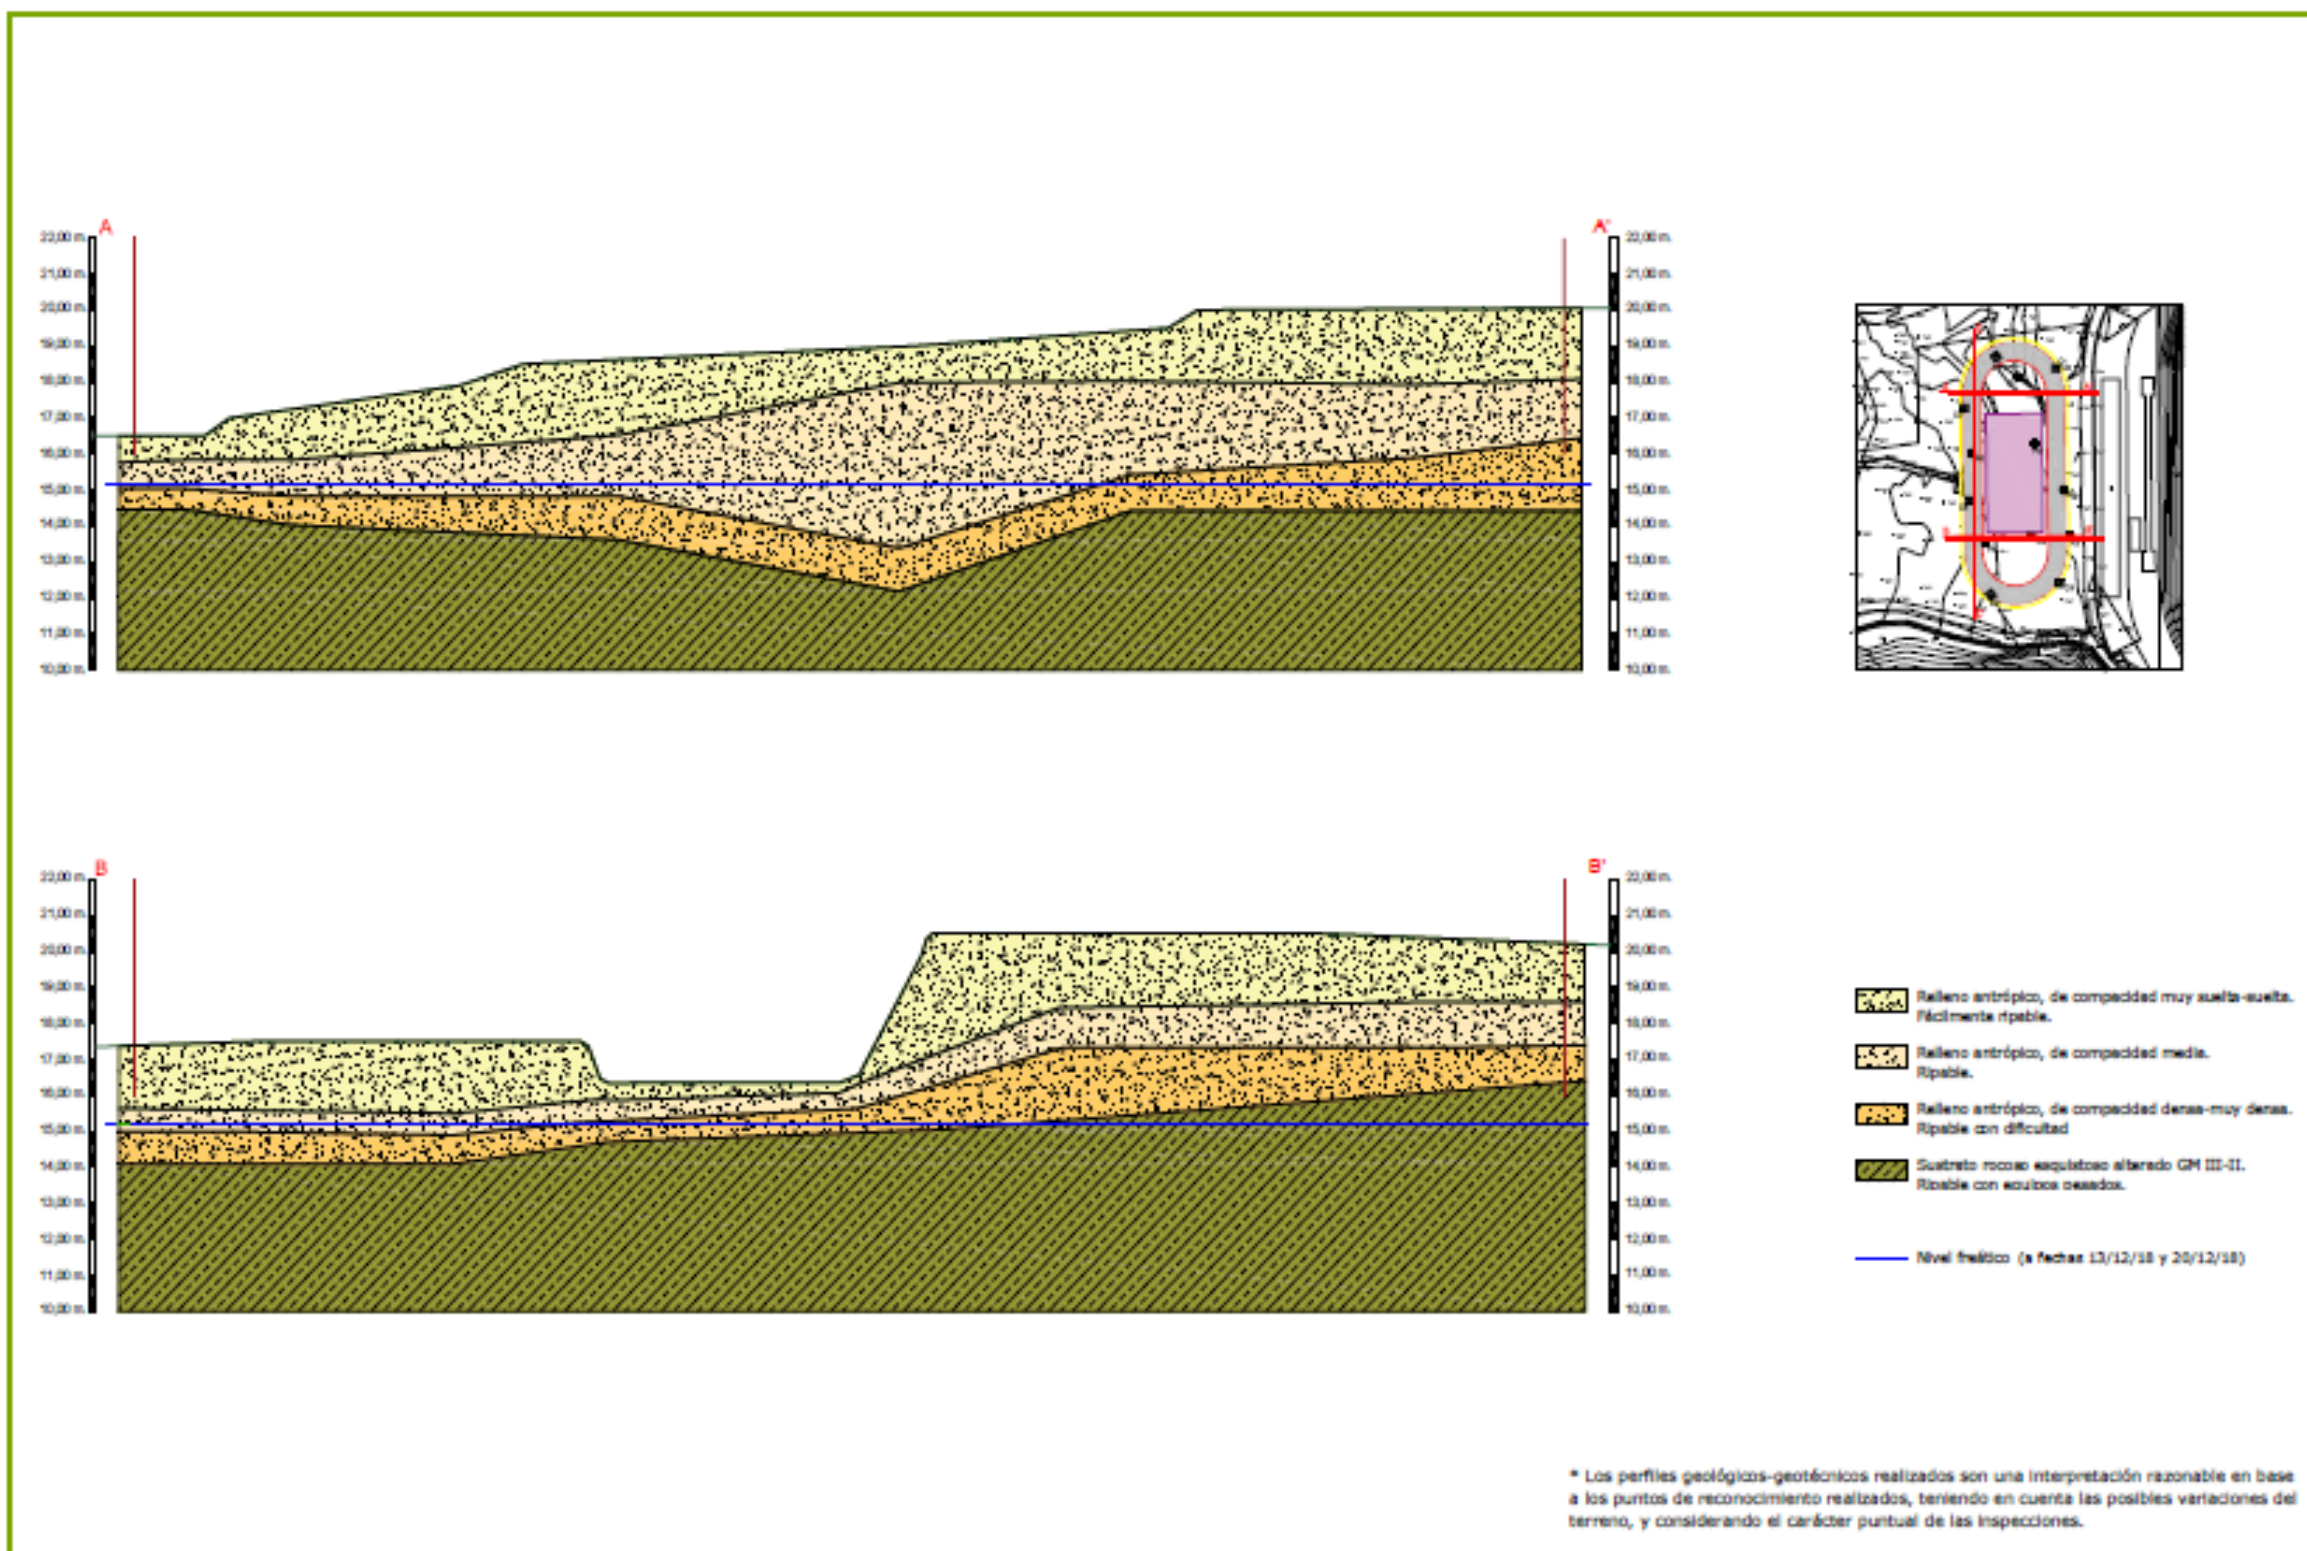 A
A'
22,00 m.
22,00 m.
21,00 m.
21,00 m.
20,00 m.
20,00 m.
19,00 m.
19,00 m.
18,00 m.
18,00 m.
17,00 m.
17,00 m.
16,00 m.
16,00 m.
15,00 m.
15,00 m.
14,00 m.
14,00 m.
13,00 m.
13,00 m.
12,00 m.
12,00 m.
11,00 m.
11,00 m.
10,00 m.
10,00 m.
B
B'
22,00 m.
22,00 m.
21,00 m.
21,00 m.
20,00 m.
20,00 m.
19,00 m.
19,00 m.
18,00 m.
18,00 m.
17,00 m.
17,00 m.
16,00 m.
16,00 m.
15,00 m.
15,00 m.
14,00 m.
14,00 m.
13,00 m.
13,00 m.
12,00 m.
12,00 m.
11,00 m.
11,00 m.
10,00 m.
10,00 m.
Relleno antrópico, de compacidad muy suelta-suelta.
Fácilmente ripable.
Relleno antrópico, de compacidad media.
Ripable.
Relleno antrópico, de compacidad densa-muy densa.
Ripable con dificultad
Sustrato rocoso esquistoso alterado GM III-II.
Ripable con equipos pesados.
Nivel freático (a fechas 13/12/18 y 20/12/18)
* Los perfiles geológicos-geotécnicos realizados son una interpretación razonable en base
a los puntos de reconocimiento realizados, teniendo en cuenta las posibles variaciones del
terreno, y considerando el carácter puntual de las inspecciones.